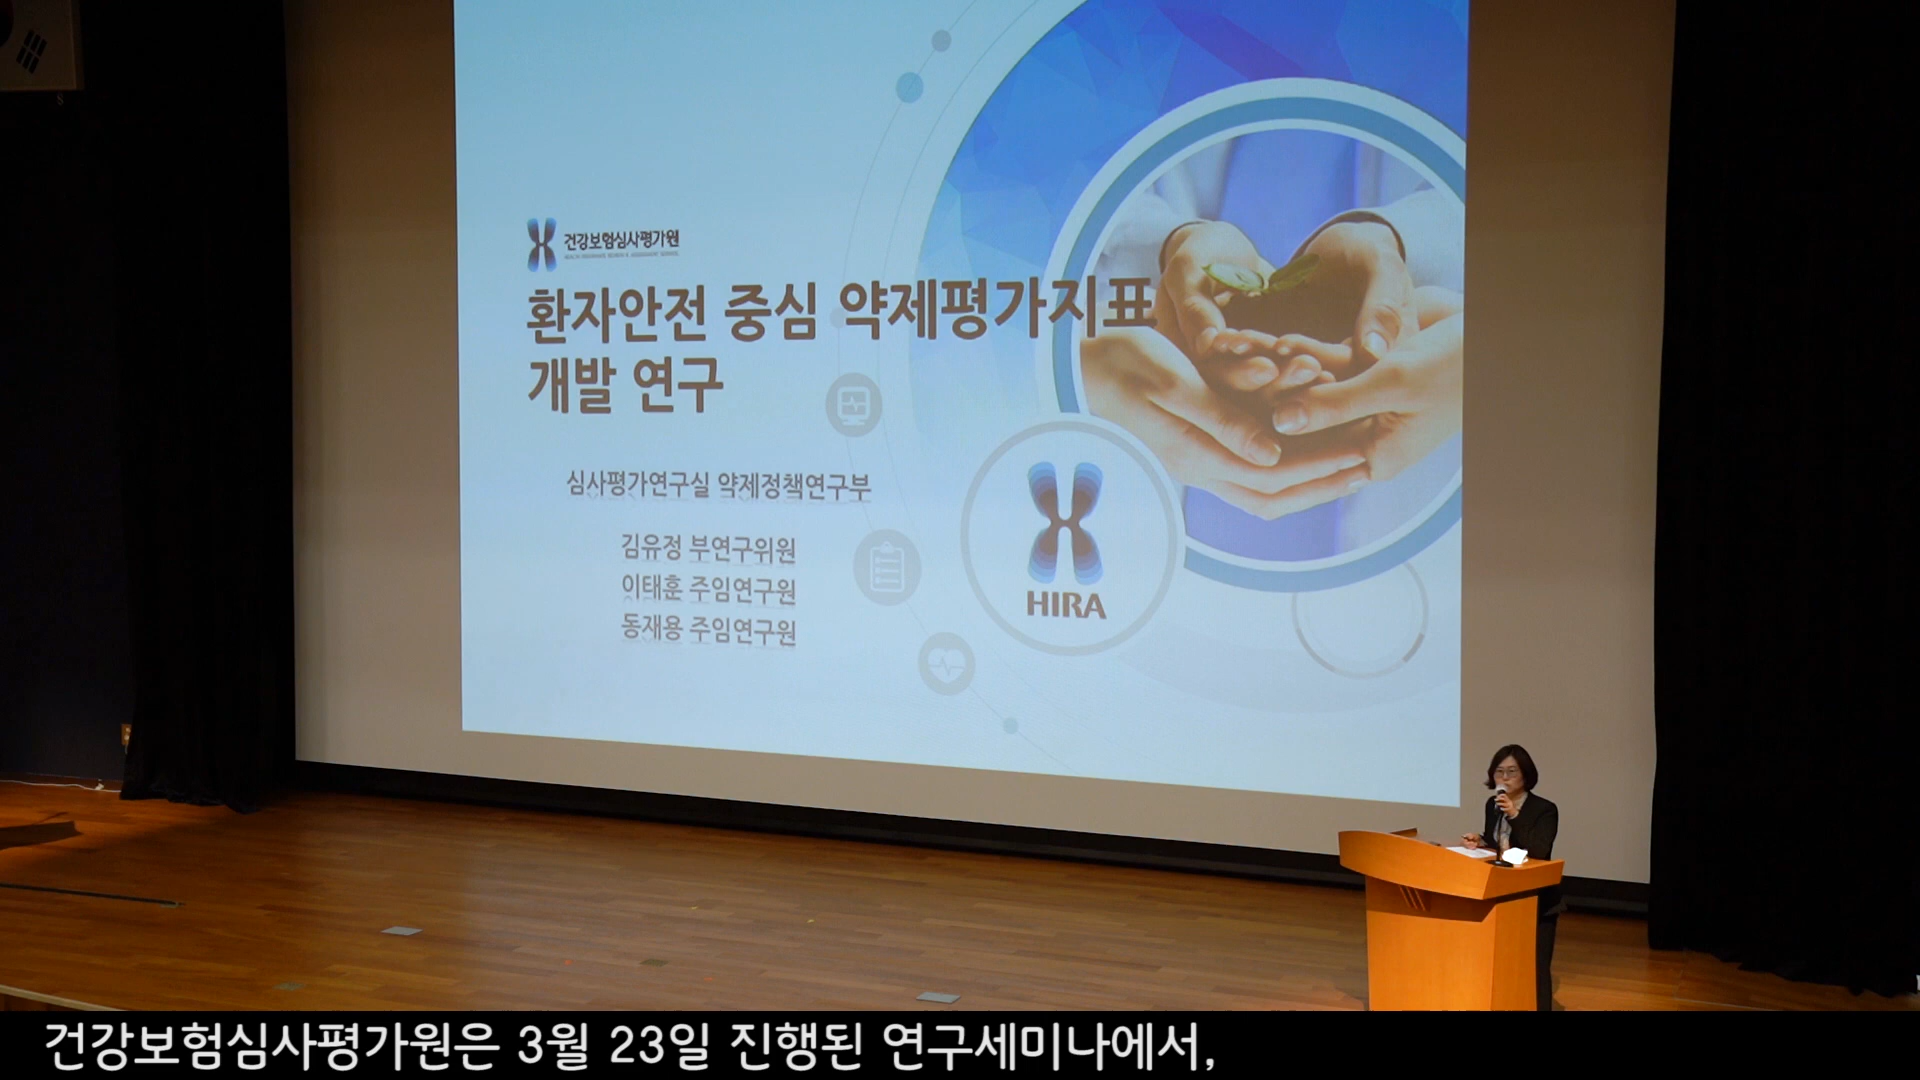 건강보험심사평가원
환자안전 중심 약제평가지표
개발 연구
심사평가연구실 약제정책연구부
김유정 부연구위원
이태훈 주임연구원
동재용 주임연구원
HIRA
건강보험심사평가원은 3월 23일 진행된 연구세미나에서,